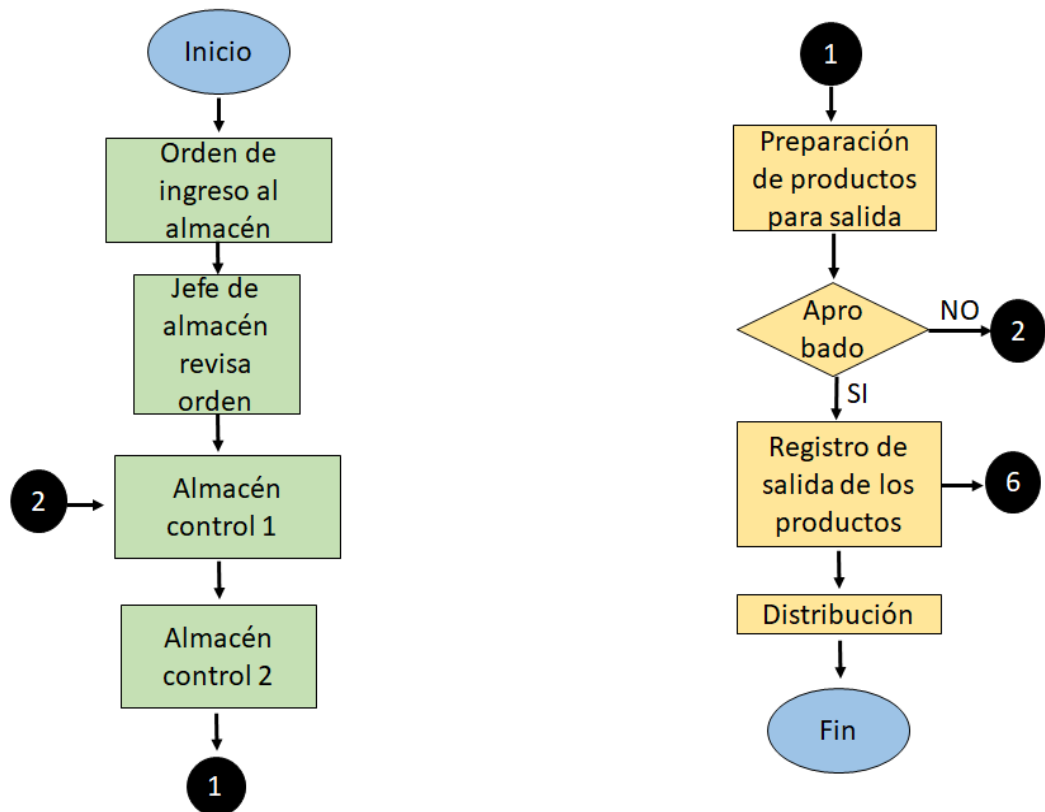 Inicio
Orden de
ingreso al
almacén
Jefe de
almacén
revisa
orden
2
Almacén
control 1
Almacén
control 2
1
1
Preparación
de productos
para salida
Apro
bado
NO
2
SI
Registro de
salida de los
productos
6
Distribución
Fin